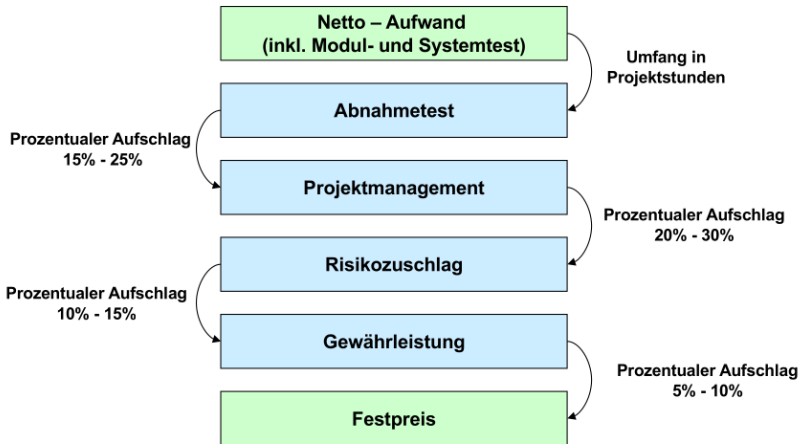 Netto – Aufwand
(inkl. Modul- und Systemtest)
Umfang in
Projektstunden
Abnahmetest
Prozentualer Aufschlag
15% - 25%
Projektmanagement
Prozentualer Aufschlag
20% - 30%
Risikozuschlag
Prozentualer Aufschlag
10% - 15%
Gewährleistung
Prozentualer Aufschlag
5% - 10%
Festpreis